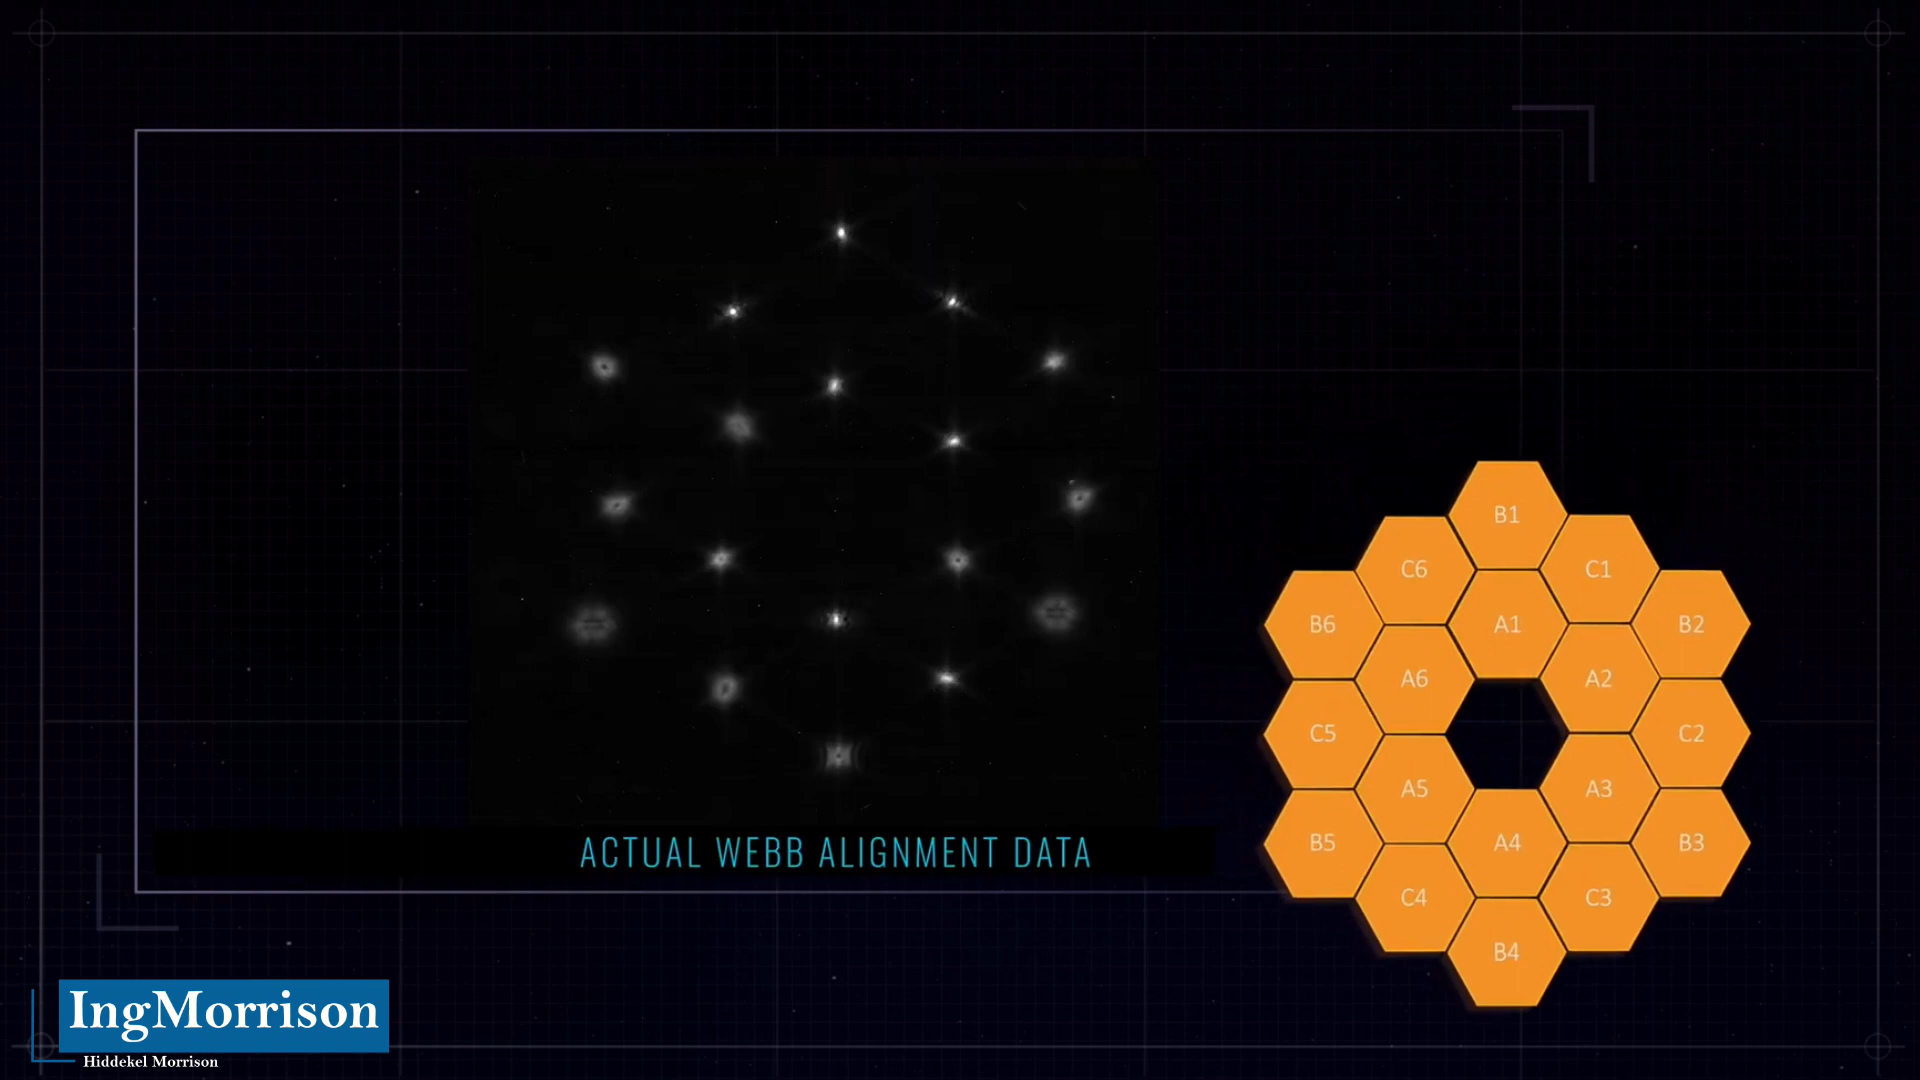 B1
C6
C1
B6
A1
B2
A6
A2
C5
C2
A5
A3
B5
A4
B3
C4
C3
B4
ACTUAL WEBB ALIGNMENT DATA
IngMorrison
Hiddekel Morrison